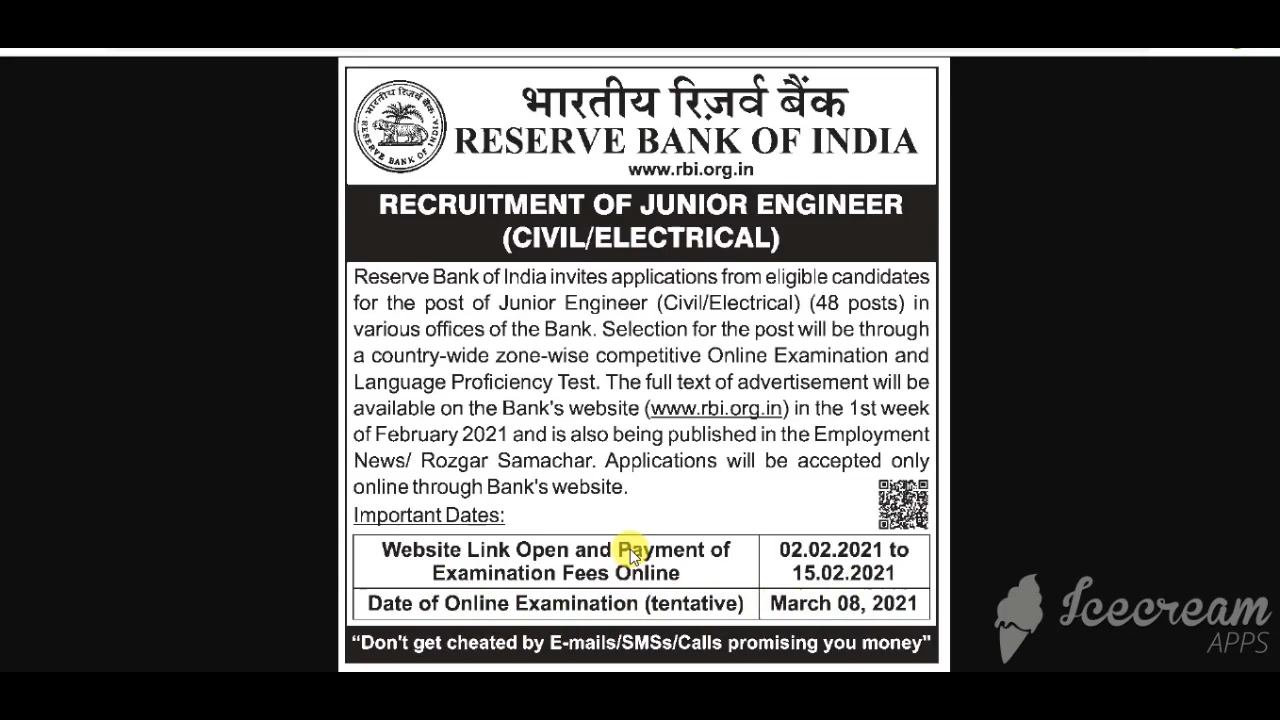 भारतीय रिज़र्व बैंक
RESERVE BANK OF INDIA
www.rbi.org.in
भारतीय रिज़र्व बैंक
RESERVE BANK OF INDIA
RECRUITMENT OF JUNIOR ENGINEER
(CIVIL/ELECTRICAL)
Reserve Bank of India invites applications from eligible candidates
for the post of Junior Engineer (Civil/Electrical) (48 posts) in
various offices of the Bank. Selection for the post will be through
a country-wide zone-wise competitive Online Examination and
Language Proficiency Test. The full text of advertisement will be
available on the Bank's website (www.rbi.org.in) in the 1st week
of February 2021 and is also being published in the Employment
News/ Rozgar Samachar. Applications will be accepted only
online through Bank's website.
Important Dates:
Website Link Open and Payment of
Examination Fees Online
02.02.2021 to
15.02.2021
Date of Online Examination (tentative)
March 08, 2021
“Don't get cheated by E-mails/SMSs/Calls promising you money”
Icecream
APPS